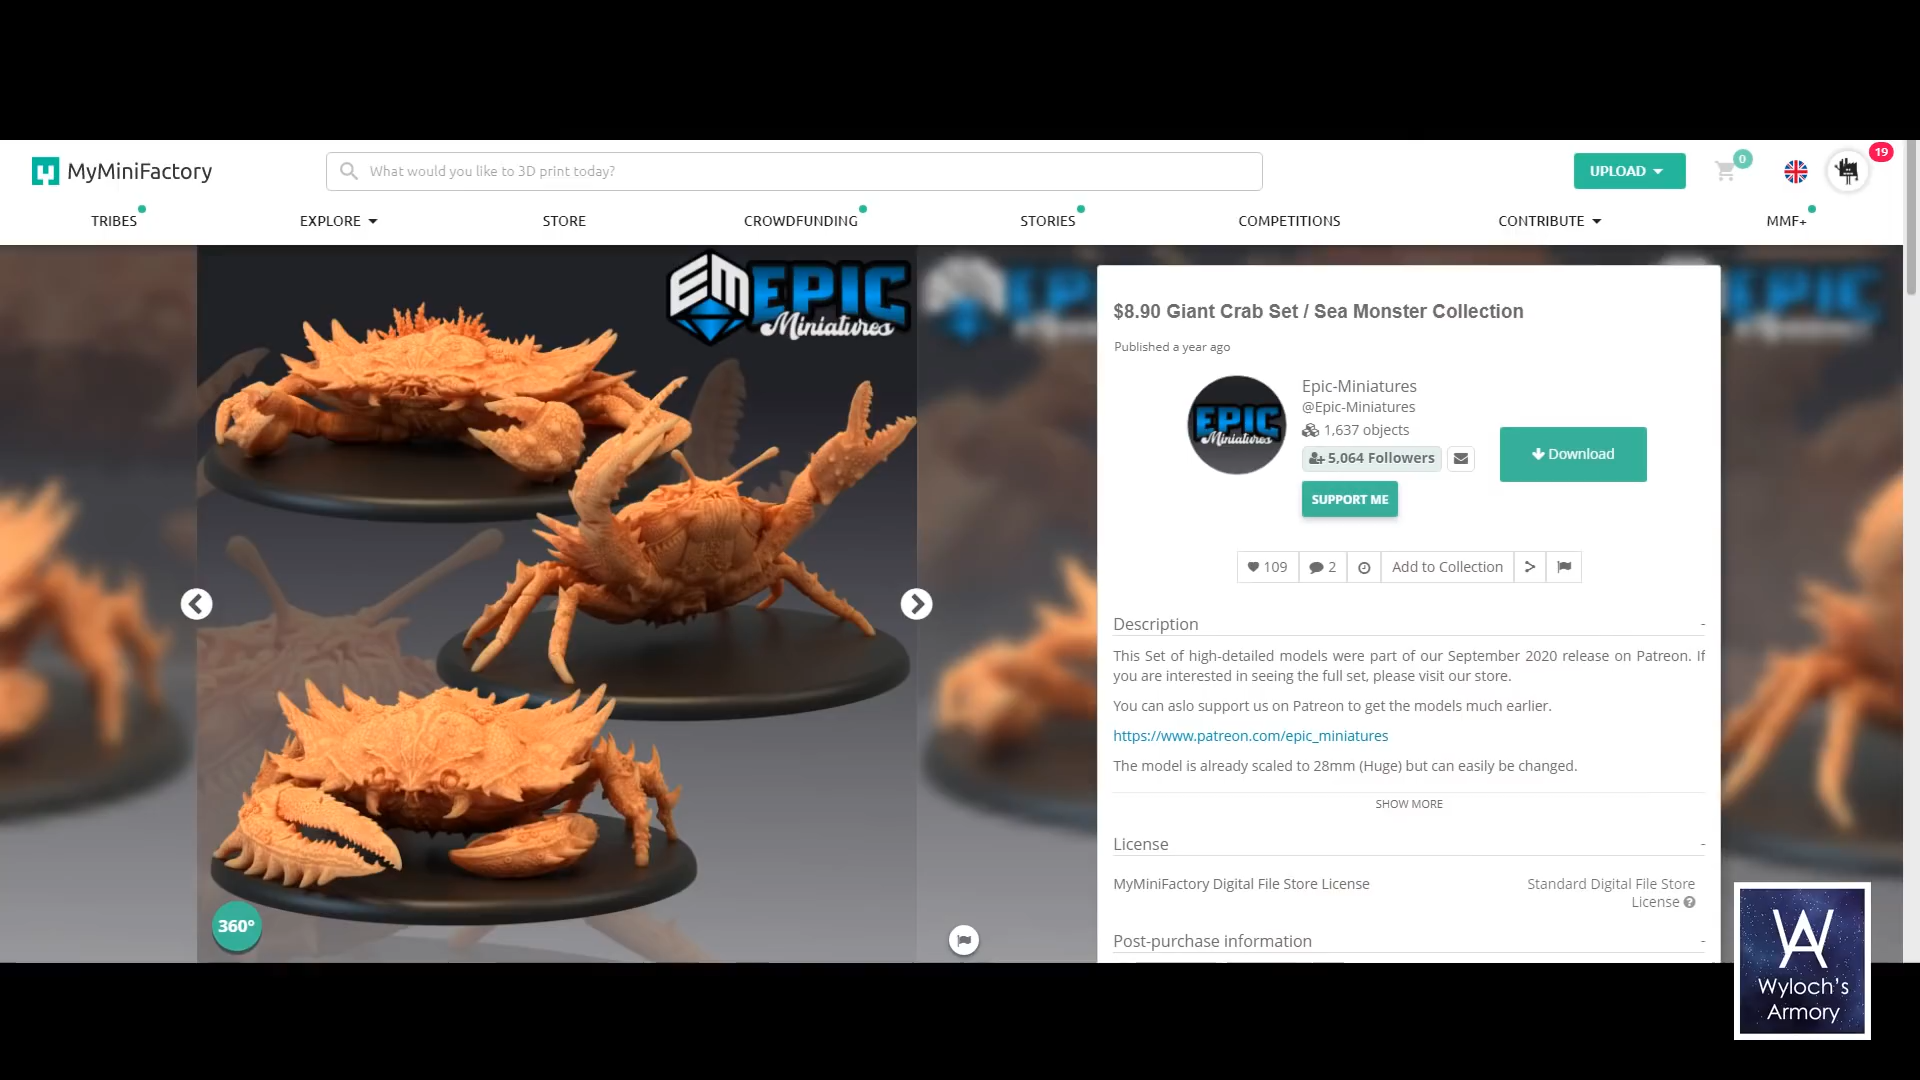 MyMiniFactory
What would you like to 3D print today?
UPLOAD
0
19
TRIBES
EXPLORE
STORE
CROWDFUNDING
STORIES
COMPETITIONS
CONTRIBUTE
MMF+
EM EPIC
Miniatures
$8.90 Giant Crab Set / Sea Monster Collection
Published a year ago
EPIC
Miniatures
Epic-Miniatures
@Epic-Miniatures
1,637 objects
5,064 Followers
Download
SUPPORT ME
109
2
Add to Collection
Description
-
This Set of high-detailed models were part of our September 2020 release on Patreon. If
you are interested in seeing the full set, please visit our store.
You can aslo support us on Patreon to get the models much earlier.
https://www.patreon.com/epic_miniatures
The model is already scaled to 28mm (Huge) but can easily be changed.
SHOW MORE
License
-
MyMiniFactory Digital File Store License
Standard Digital File Store
License
Post-purchase information
-
360°
WA
Wyloch's
Armory